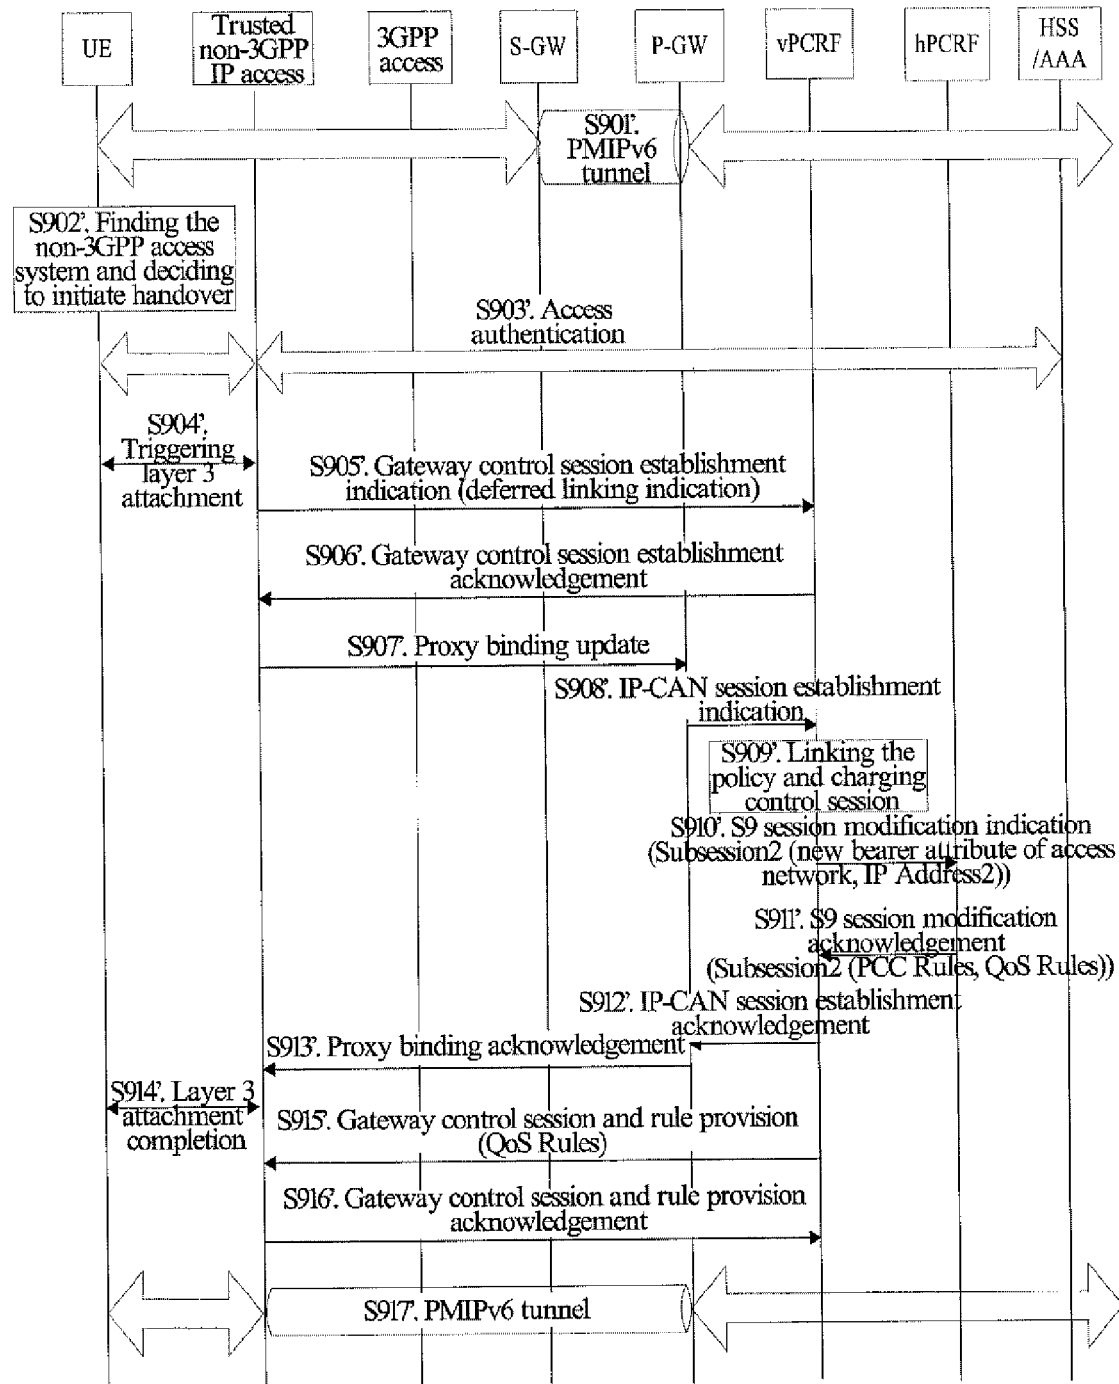 UE
Trusted
non-3GPP
IP access
3GPP
access
S-GW
P-GW
vPCRF
hPCRF
HSS
/AAA
S901'.
PMIPv6
tunnel
S902'. Finding the
non-3GPP access
system and deciding
to initiate handover
S903'. Access
authentication
S904'.
Triggering
layer 3
attachment
S905'. Gateway control session establishment
indication (deferred linking indication)
S906'. Gateway control session establishment
acknowledgement
S907'. Proxy binding update
S908'. IP-CAN session establishment
indication
S909'. Linking the
policy and charging
control session
S910'. S9 session modification indication
(Subsession2 (new bearer attribute of access
network, IP Address2))
S911'. S9 session modification
acknowledgement
(Subsession2 (PCC Rules, QoS Rules))
S912'. IP-CAN session establishment
acknowledgement
S913'. Proxy binding acknowledgement
S914'. Layer 3
attachment
completion
S915'. Gateway control session and rule provision
(QoS Rules)
S916'. Gateway control session and rule provision
acknowledgement
S917'. PMIPv6 tunnel